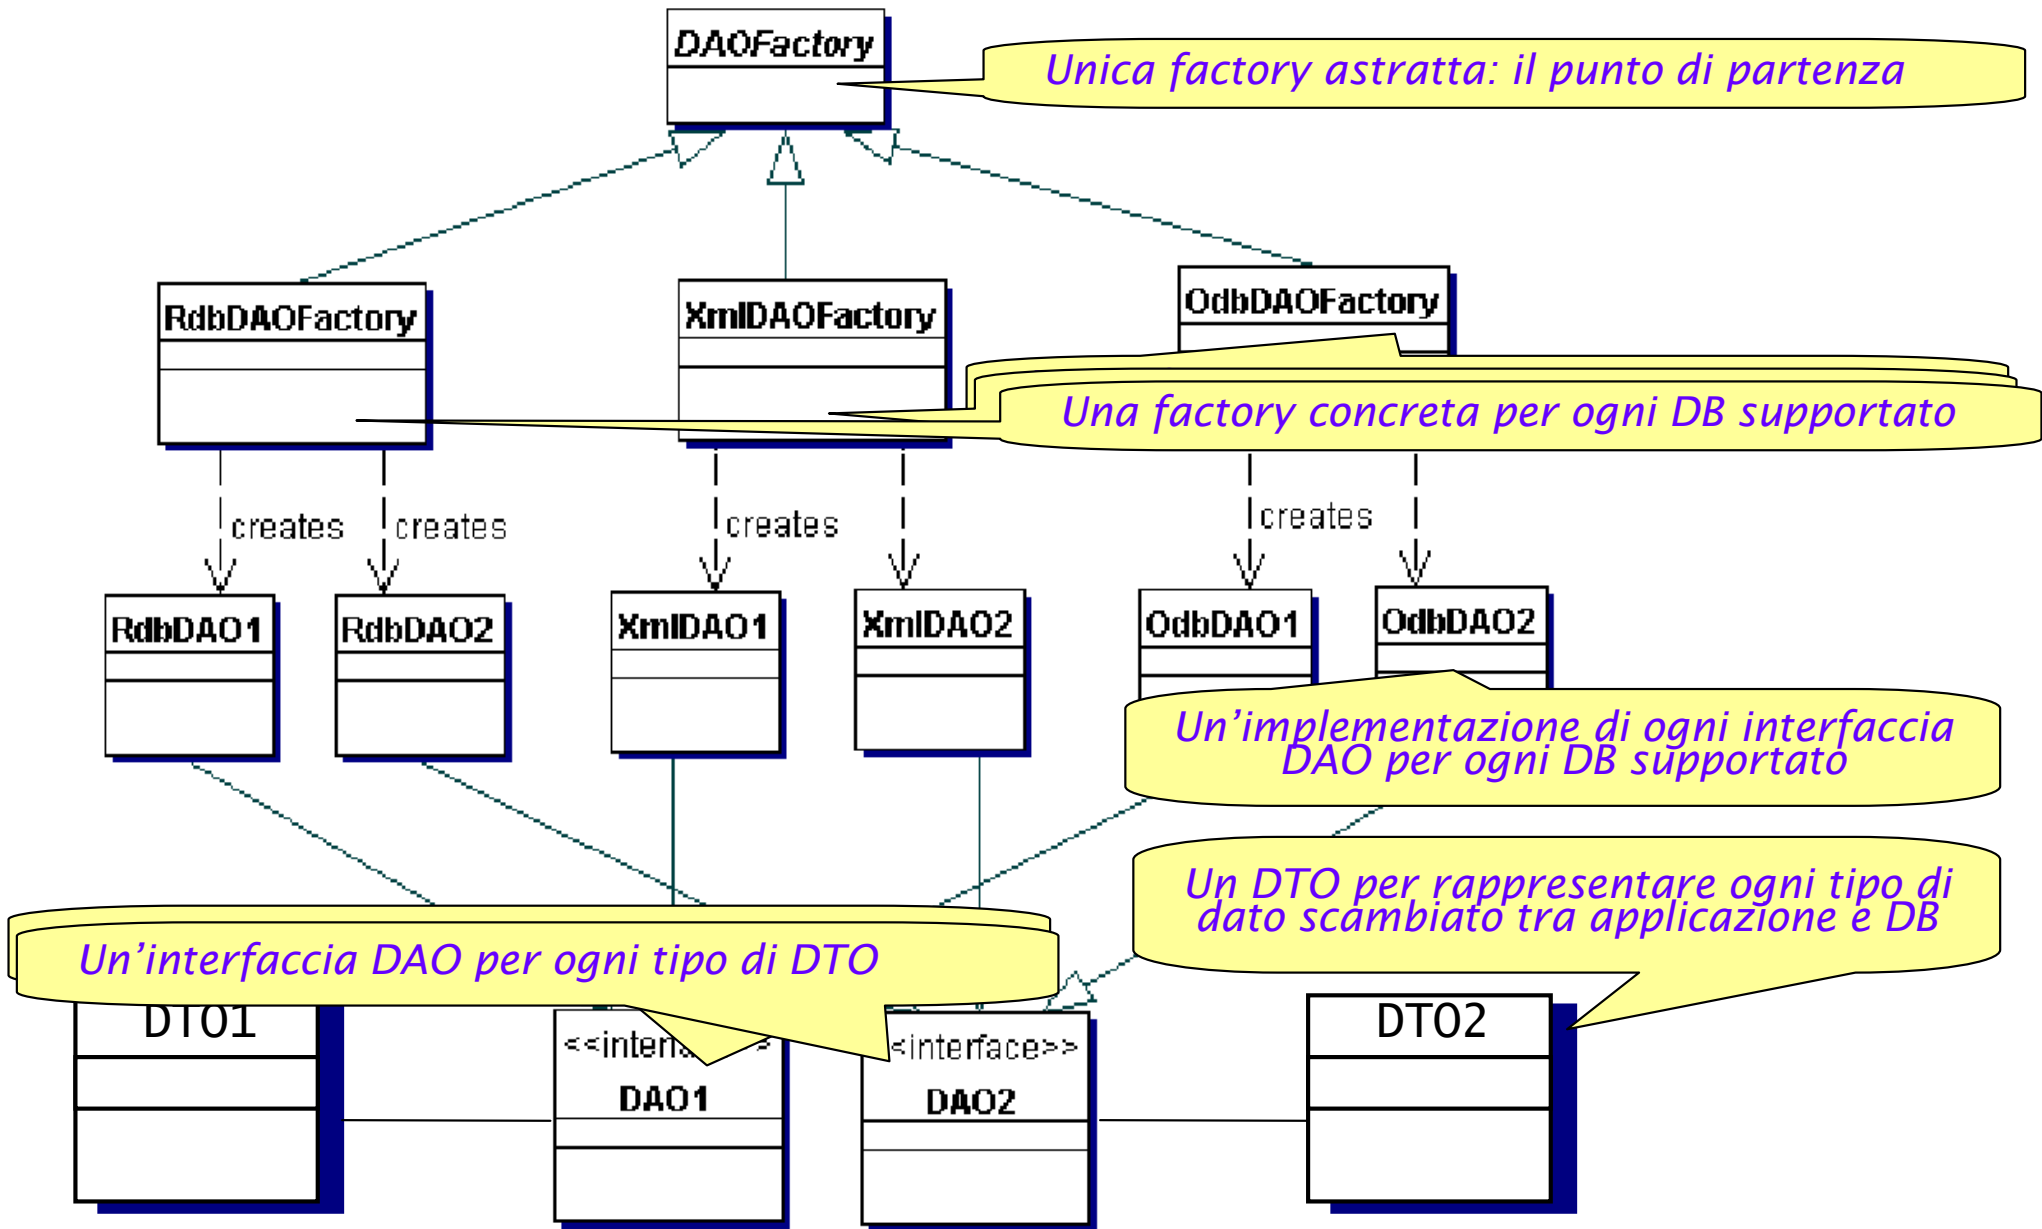 DAOFactory
Unica factory astratta: il punto di partenza
RdbDAOFactory
XmlDAOFactory
OdbDAOFactory
Una factory concreta per ogni DB supportato
creates
creates
creates
creates
RdbDAO1
RdbDAO2
XmlDAO1
XmlDAO2
OdbDAO1
OdbDAO2
Un’implementazione di ogni interfaccia
DAO per ogni DB supportato
Un DTO per rappresentare ogni tipo di
dato scambiato tra applicazione e DB
Un’interfaccia DAO per ogni tipo di DTO
DTO1
DAO1
<interface>>
DAO2
DTO2